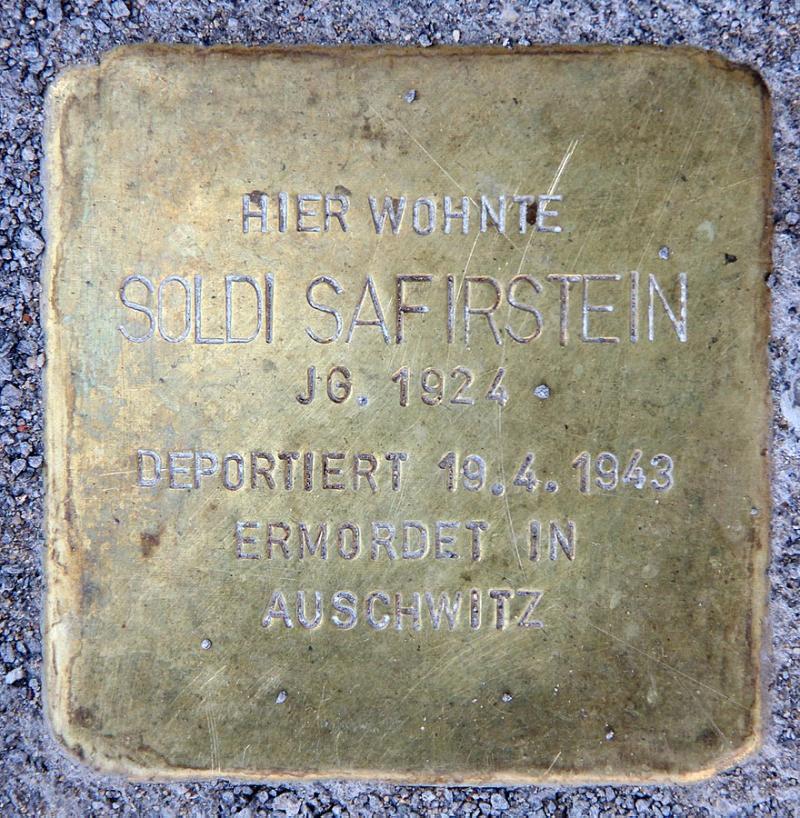 HIER WOHNTE
SOLDI SAFIRSTEIN
JG. 1924
DEPORTIERT 19.4.1943
ERMORDET IN
AUSCHWITZ